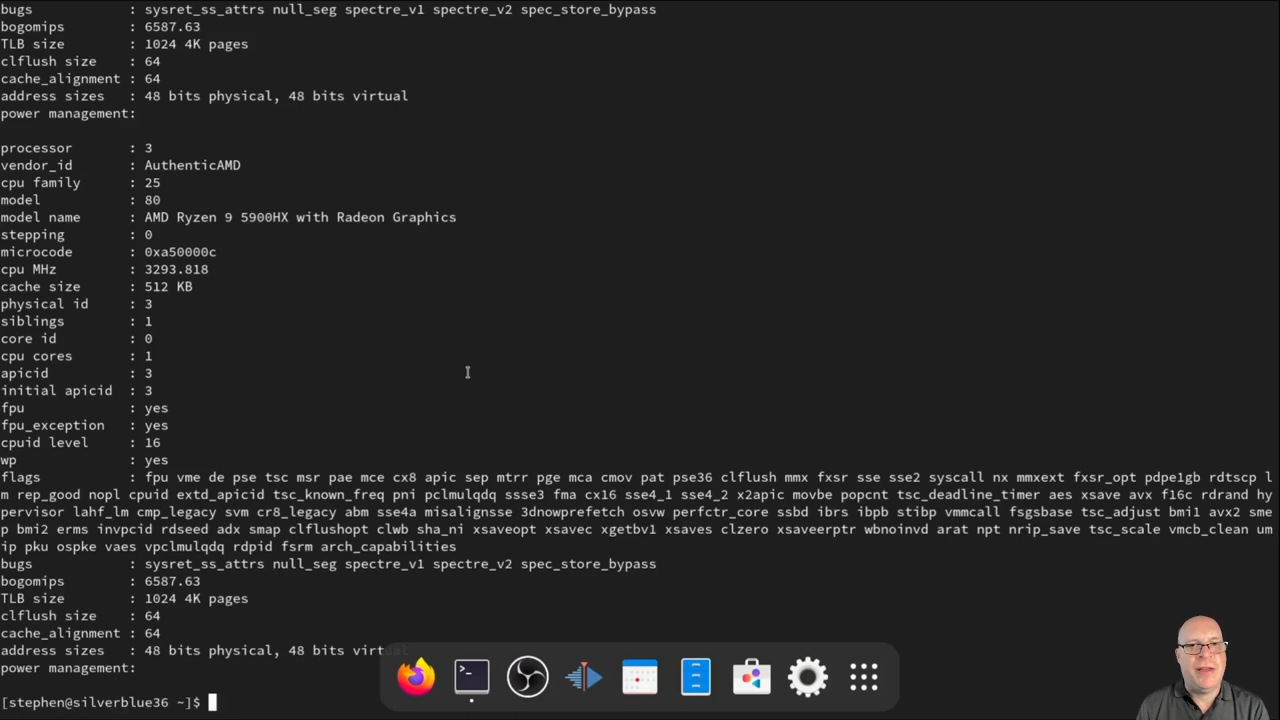 bugs : sysret_ss_attrs null_seg spectre_v1 spectre_v2 spec_store_bypass
bogomips : 6587.63
TLB size : 1024 4K pages
clflush size : 64
cache_alignment : 64
address sizes : 48 bits physical, 48 bits virtual
power management:
processor : 3
vendor_id : AuthenticAMD
cpu family : 25
model : 80
model name : AMD Ryzen 9 5900HX with Radeon Graphics
stepping : 0
microcode : 0xa50000c
cpu MHz : 3293.818
cache size : 512 KB
physical id : 3
siblings : 1
core id : 0
cpu cores : 1
apicid : 3
initial apicid : 3
fpu : yes
fpu_exception : yes
cpuid level : 16
wp : yes
flags : fpu vme de pse tsc msr pae mce cx8 apic sep mtrr pge mca cmov pat pse36 clflush mmx fxsr sse sse2 syscall nx mmxext fxsr_opt pdpe1gb rdtscp l
m rep_good nopl cpuid extd_apicid tsc_known_freq pni pclmulqdq ssse3 fma cx16 sse4_1 sse4_2 x2apic movbe popcnt tsc_deadline_timer aes xsave avx f16c rdrand hy
pervisor lahf_lm cmp_legacy svm cr8_legacy abm sse4a misalignsse 3dnowprefetch osvw perfctr_core ssbd ibrs ibpb stibp vmmcall fsgsbase tsc_adjust bmi1 avx2 sme
p bmi2 erms invpcid rdseed adx smap clflushopt clwb sha_ni xsaveopt xsavec xgetbv1 xsaves clzero xsaveerptr wbnoinvd arat npt nrip_save tsc_scale vmcb_clean um
ip pku ospke vaes vpclmulqdq rdpid fsrm arch_capabilities
bugs : sysret_ss_attrs null_seg spectre_v1 spectre_v2 spec_store_bypass
bogomips : 6587.63
TLB size : 1024 4K pages
clflush size : 64
cache_alignment : 64
address sizes : 48 bits physical, 48 bits virtual
power management:
[stephen@silverblue36 ~]$